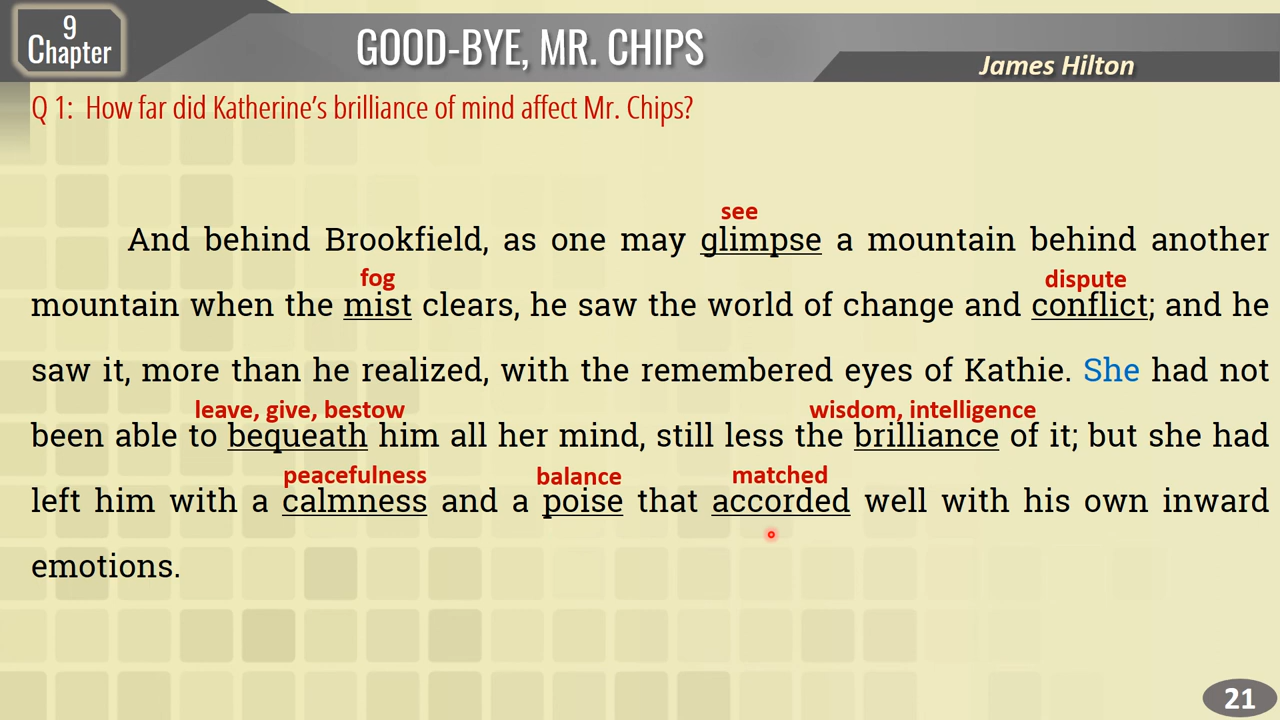 9
Chapter
GOOD-BYE, MR. CHIPS
James Hilton
Q 1: How far did Katherine's brilliance of mind affect Mr. Chips?
see
And behind Brookfield, as one may glimpse a mountain behind another
fog dispute
mountain when the mist clears, he saw the world of change and conflict; and he
saw it, more than he realized, with the remembered eyes of Kathie. She had not
leave, give, bestow wisdom, intelligence
been able to bequeath him all her mind, still less the brilliance of it; but she had
peacefulness balance matched
left him with a calmness and a poise that accorded well with his own inward
emotions.
21